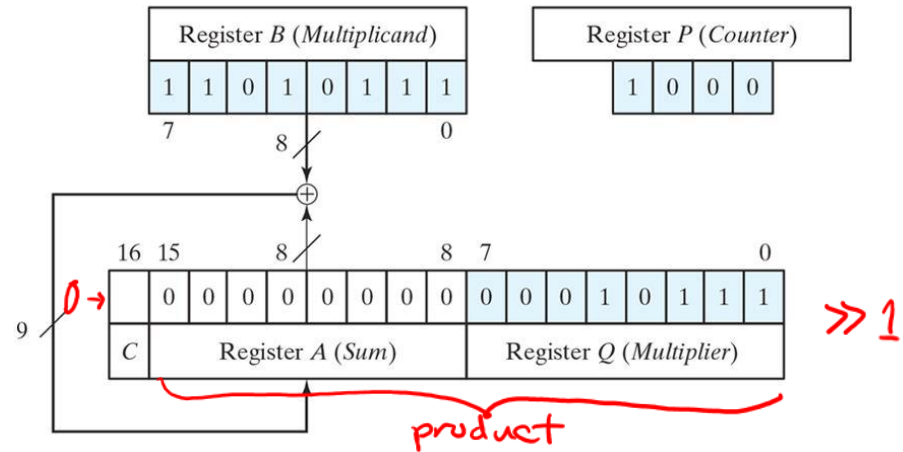 Register B (Multiplicand) Register P (Counter)
1 1 0 1 0 1 1 1 1 0 0 0
7 8 0
16 15 8 8 7 0
0 0 0 0 0 0 0 0 0 0 0 0 1 0 1 1 1 >> 1
9
C Register A (Sum) Register Q (Multiplier)
product